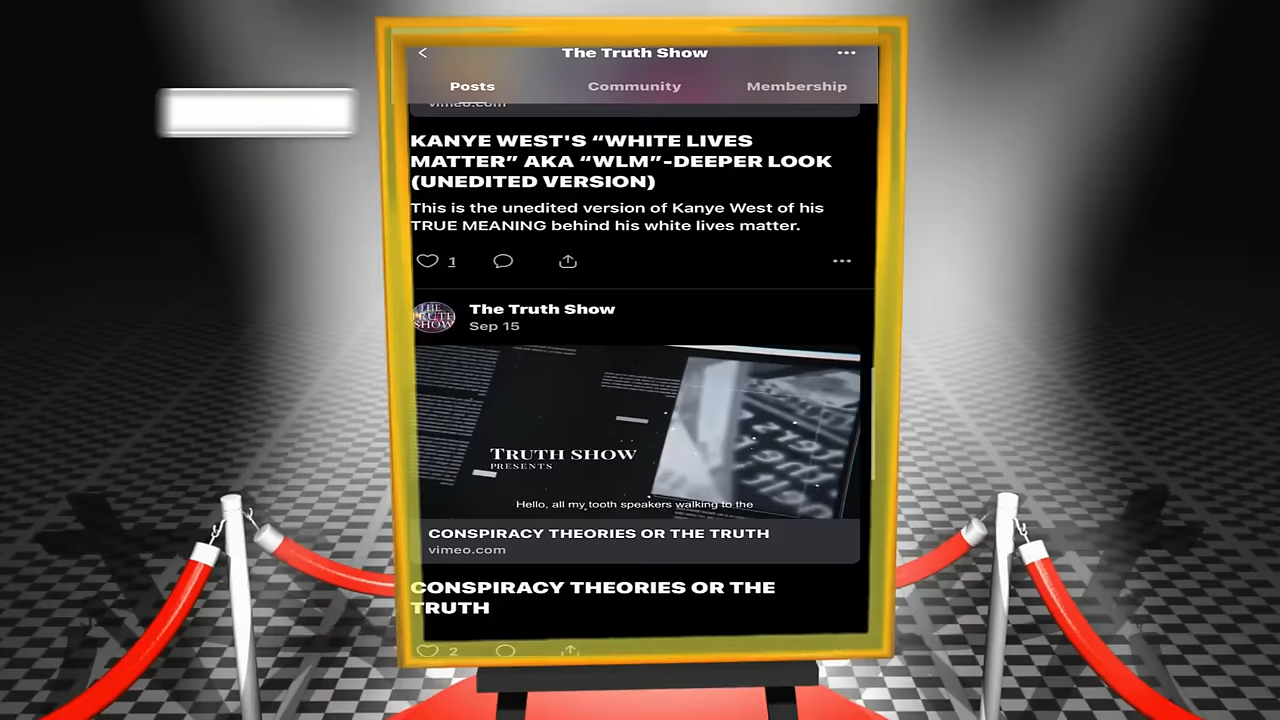 The Truth Show
Posts
Community
Membership
vimeo.com
KANYE WEST'S “WHITE LIVES
MATTER” AKA “WLM”-DEEPER LOOK
(UNEDITED VERSION)
This is the unedited version of Kanye West of his
TRUE MEANING behind his white lives matter.
1
THE
TRUTH
SHOW
The Truth Show
Sep 15
TRUTH SHOW
PRESENTS
Hello, all my tooth speakers walking to the
CONSPIRACY THEORIES OR THE TRUTH
vimeo.com
CONSPIRACY THEORIES OR THE
TRUTH
2